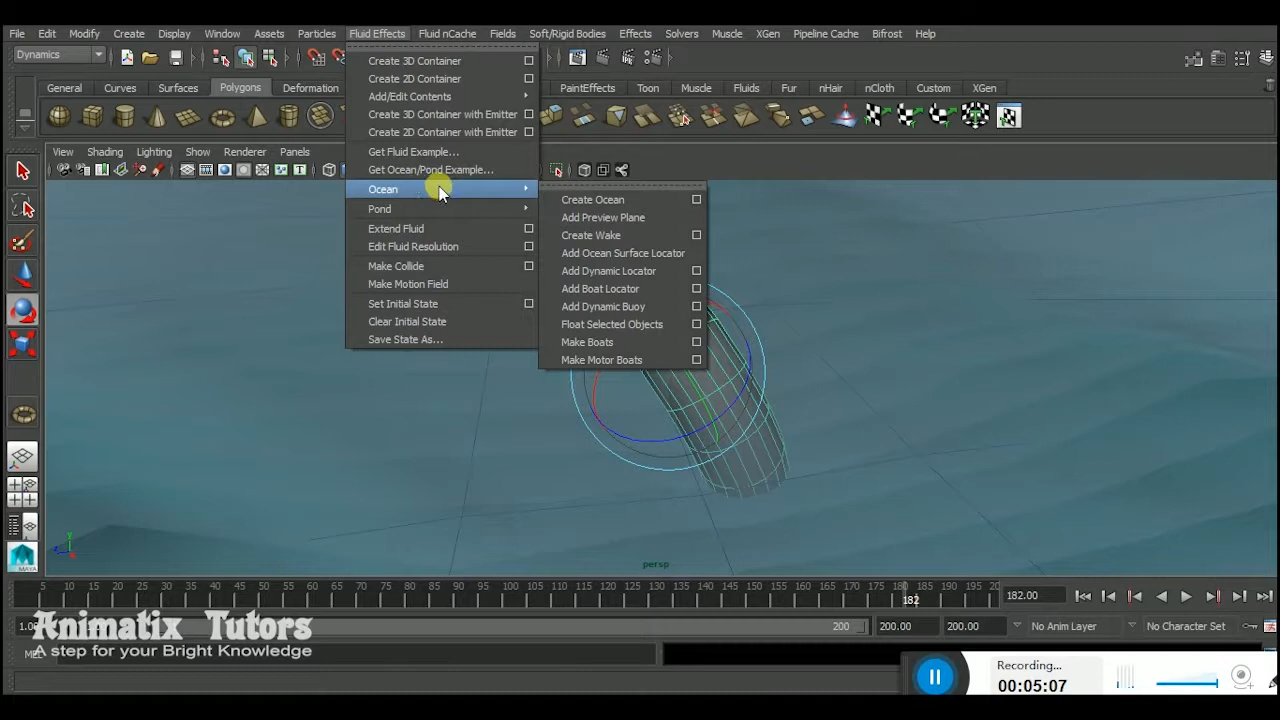 File Edit Modify Create Display Window Assets Particles Fluid Effects Fluid nCache Fields Soft/Rigid Bodies Effects Solvers Muscle XGen Pipeline Cache Bifrost Help
Dynamics
General Curves Surfaces Polygons Deformation PaintEffects Toon Muscle Fluids Fur nHair nCloth Custom XGen
View Shading Lighting Show Renderer Panels
Create 3D Container
Create 2D Container
Add/Edit Contents
Create 3D Container with Emitter
Create 2D Container with Emitter
Get Fluid Example...
Get Ocean/Pond Example...
Ocean
Pond
Extend Fluid
Edit Fluid Resolution
Make Collide
Make Motion Field
Set Initial State
Clear Initial State
Save State As...
Create Ocean
Add Preview Plane
Create Wake
Add Ocean Surface Locator
Add Dynamic Locator
Add Boat Locator
Add Dynamic Buoy
Float Selected Objects
Make Boats
Make Motor Boats
persp
5 10 15 20 25 30 35 40 45 50 55 60 65 70 75 80 85 90 95 100 105 110 115 120 125 130 135 140 145 150 155 160 165 170 175 180 185 190 195 20
182
182.00
1.00 200 200.00 200.00 No Anim Layer No Character Set
Animatix Tutors
MEL
A step for your Bright Knowledge
MAYA
Recording...
00:05:07